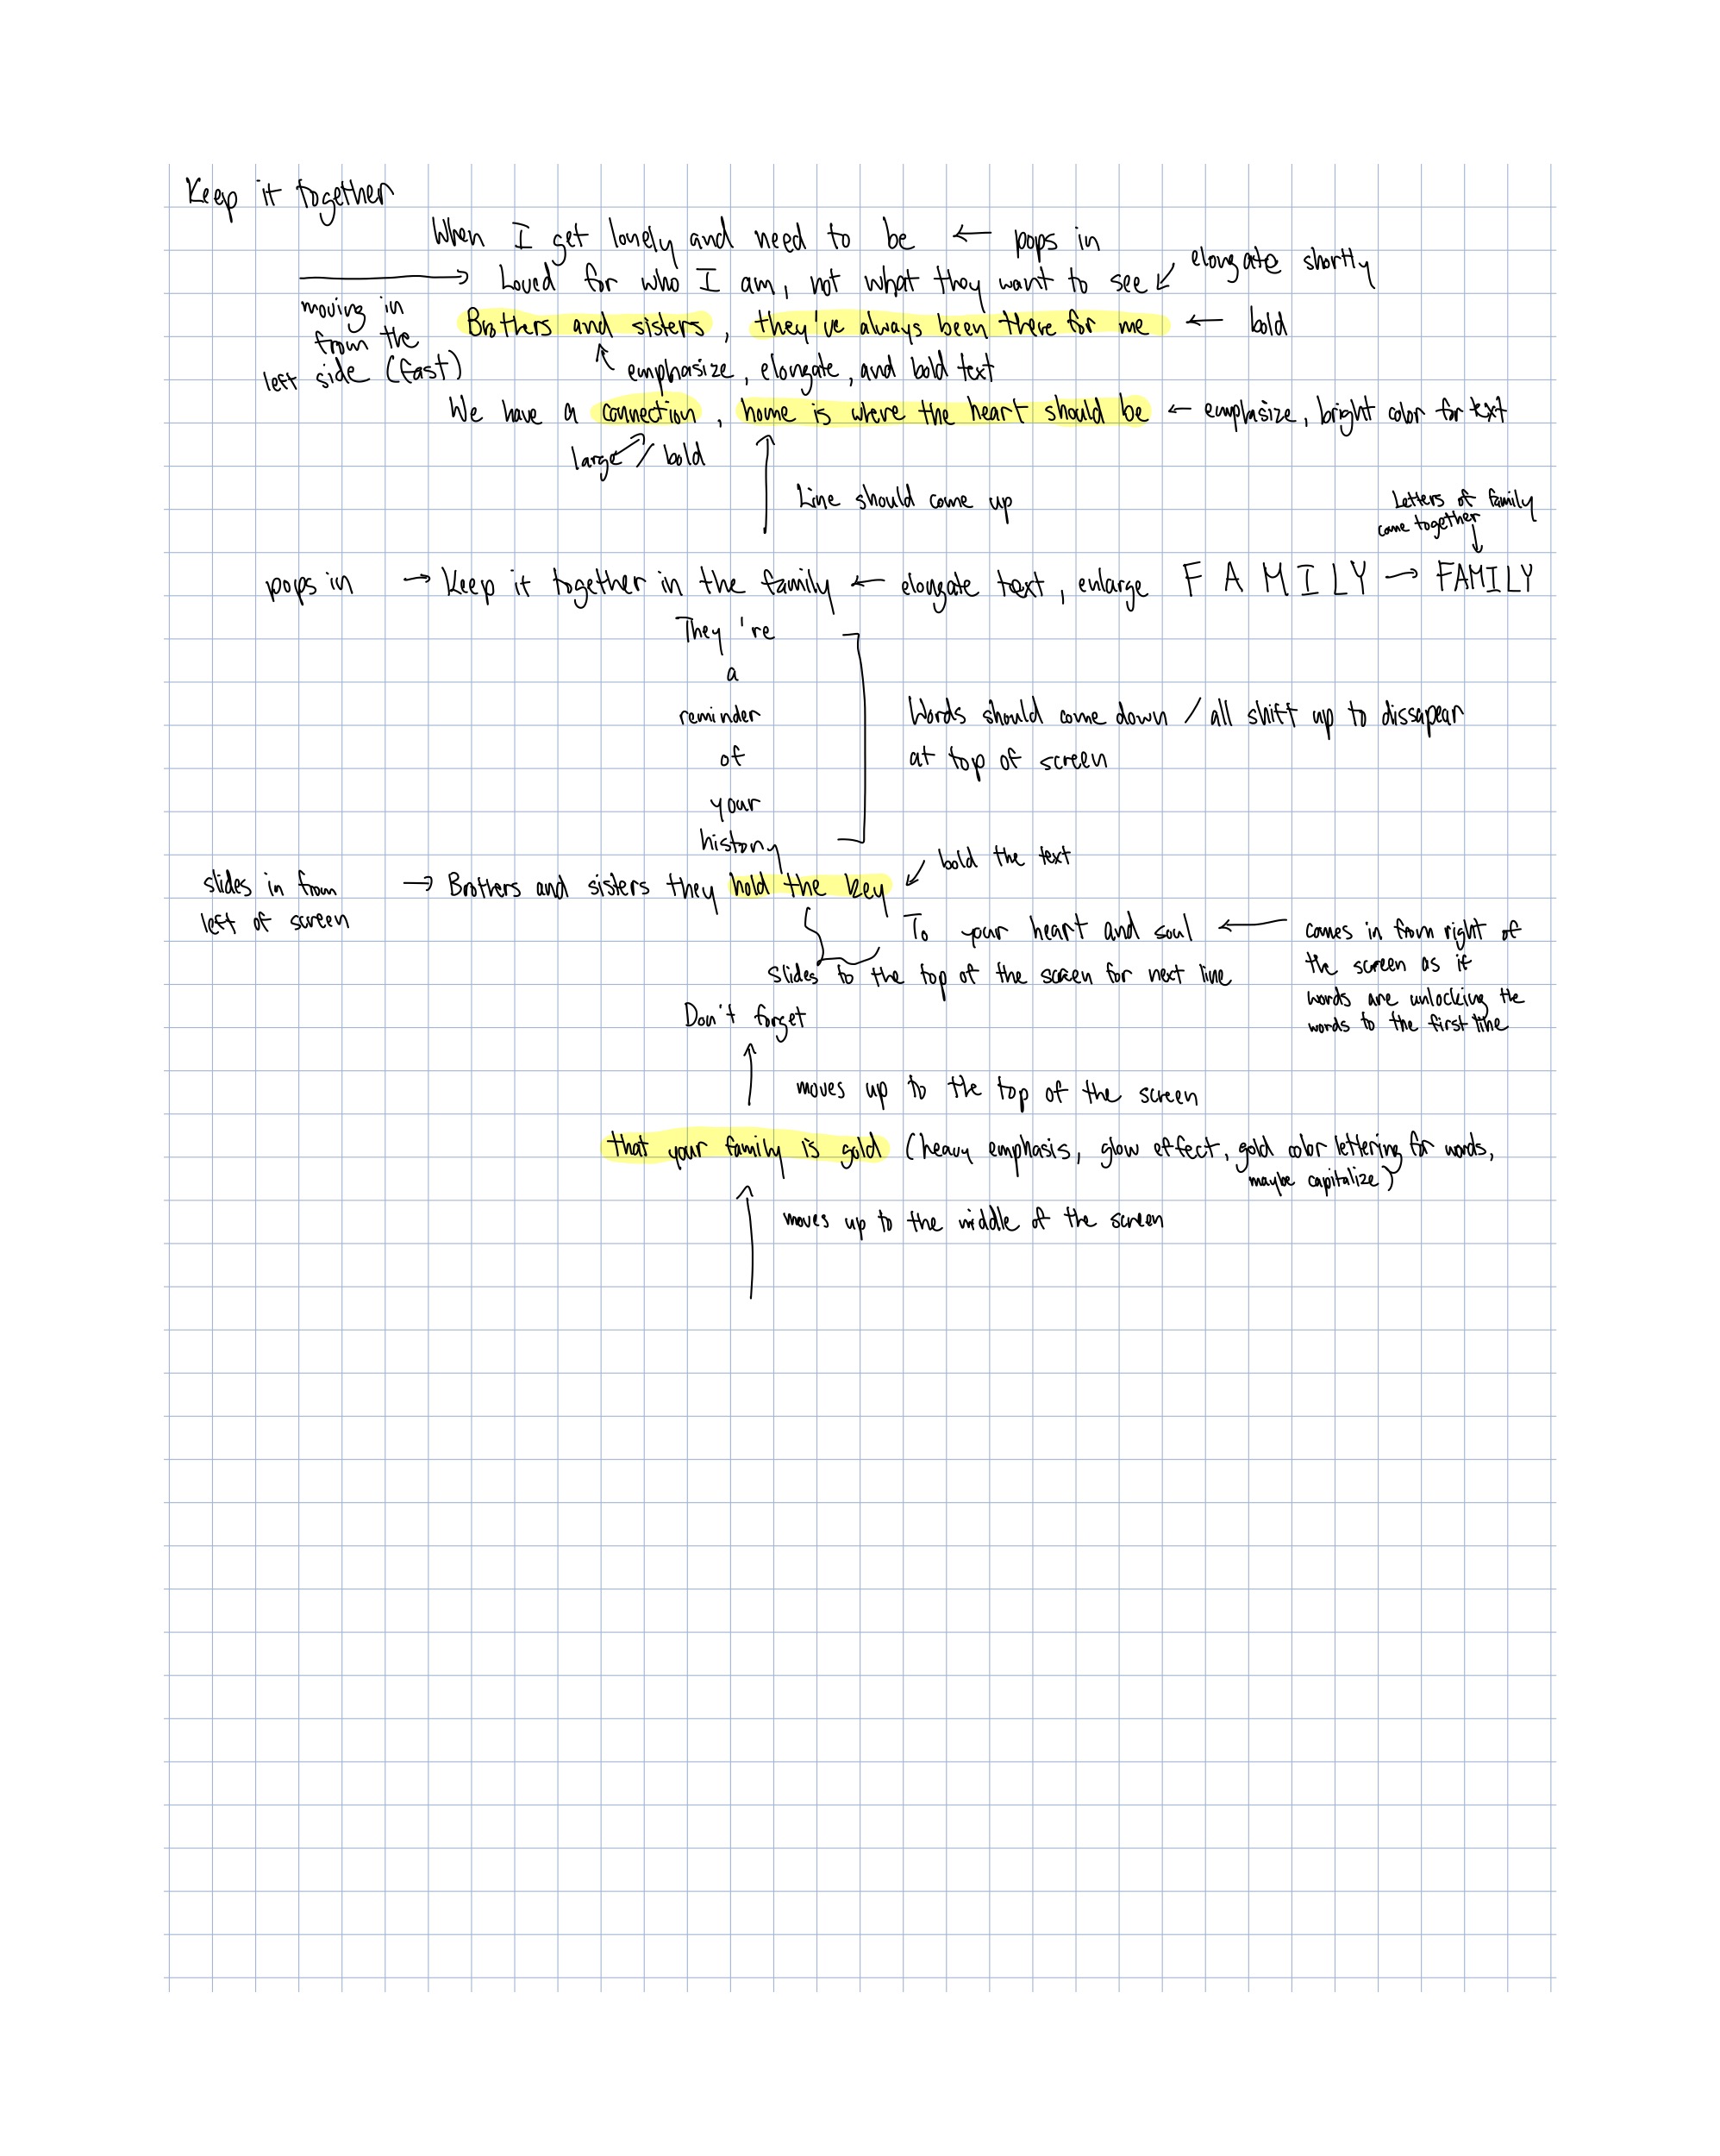 Keep it together
When I get lonely and need to be ← pops in
elongate shortly
→ Loved for who I am, not what they want to see ↙
moving in from the left side (fast)
Brothers and sisters, they've always been there for me ← bold
↖ emphasize, elongate, and bold text
We have a connection, home is where the heart should be ← emphasize, bright color for text
large / bold
Line should come up
Letters of family
come together
pops in → Keep it together in the family ← elongate text, enlarge F A M I L Y → FAMILY
They're
a
reminder
of
your
history
Words should come down / all shift up to dissapear
at top of screen
bold the text
slides in from
left of screen
→ Brothers and sisters they hold the key ↙
To your heart and soul ←
comes in from right of
the screen as if
words are unlocking the
words to the first line
slides to the top of the screen for next line
Don't forget
moves up to the top of the screen
that your family is gold (heavy emphasis, glow effect, gold color lettering for words,
maybe capitalize)
moves up to the middle of the screen